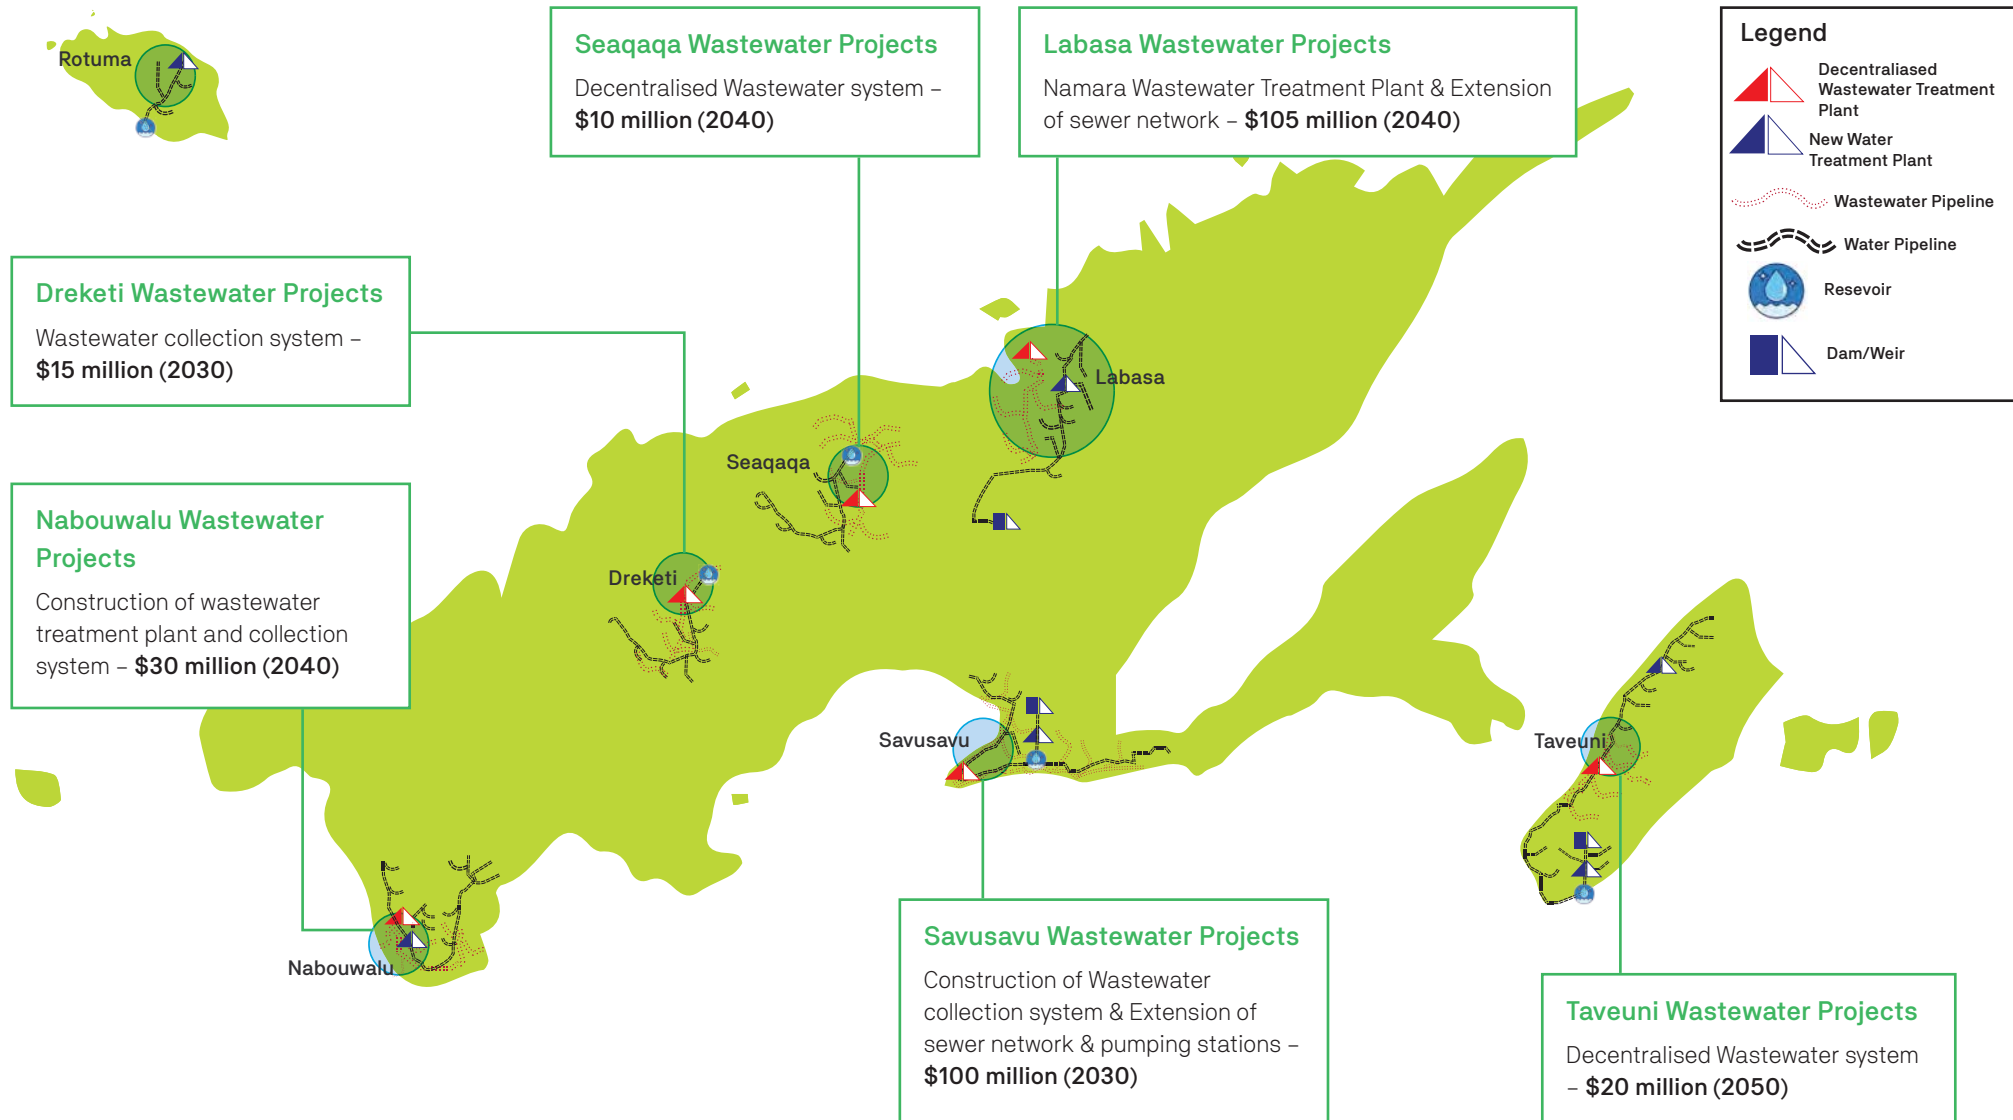 Rotuma
Seaqaqa Wastewater Projects
Decentralised Wastewater system –
$10 million (2040)
Labasa Wastewater Projects
Namara Wastewater Treatment Plant & Extension
of sewer network – $105 million (2040)
Legend
Decentraliased
Wastewater Treatment
Plant
New Water
Treatment Plant
Wastewater Pipeline
Water Pipeline
Resevoir
Dam/Weir
Dreketi Wastewater Projects
Wastewater collection system –
$15 million (2030)
Labasa
Seaqaqa
Nabouwalu Wastewater
Projects
Construction of wastewater
treatment plant and collection
system – $30 million (2040)
Dreketi
Savusavu
Taveuni
Nabouwalu
Savusavu Wastewater Projects
Construction of Wastewater
collection system & Extension of
sewer network & pumping stations –
$100 million (2030)
Taveuni Wastewater Projects
Decentralised Wastewater system
– $20 million (2050)